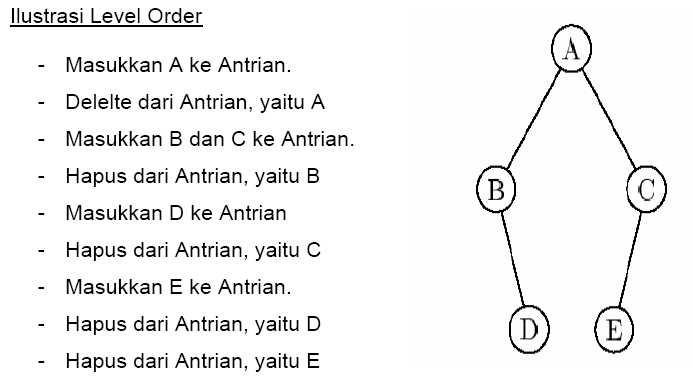 Ilustrasi Level Order
- Masukkan A ke Antrian.
- Delelte dari Antrian, yaitu A
- Masukkan B dan C ke Antrian.
- Hapus dari Antrian, yaitu B
- Masukkan D ke Antrian
- Hapus dari Antrian, yaitu C
- Masukkan E ke Antrian.
- Hapus dari Antrian, yaitu D
- Hapus dari Antrian, yaitu E
A
B C
D E